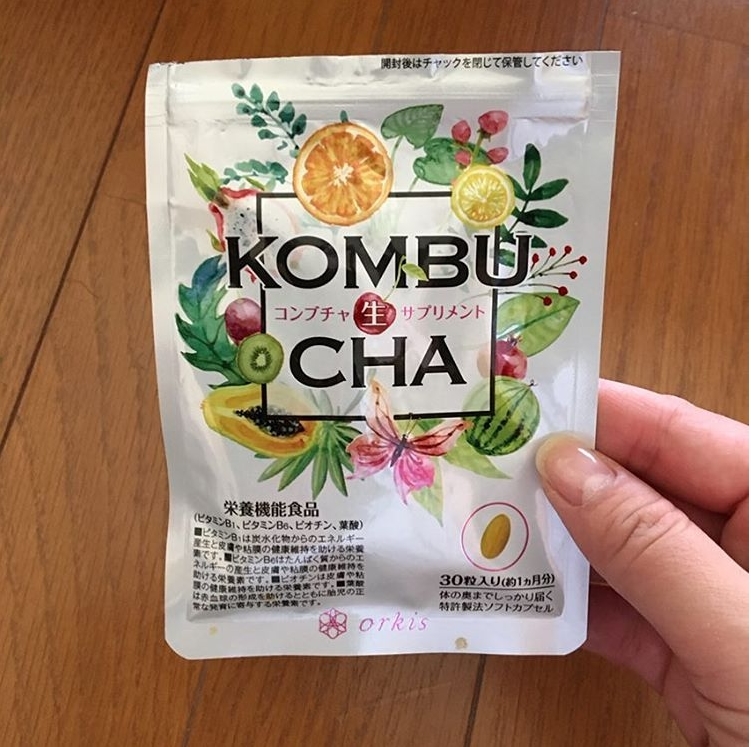 開封後はチャックを閉じて保管してください
KOMBU
コンブチャ 生 サプリメント
CHA
栄養機能食品
(ビタミンB1、ビタミンB6、ビオチン、葉酸)
■ビタミンB1は炭水化物からのエネルギー
産生と皮膚や粘膜の健康維持を助ける栄養
素です。■ビタミンB6はたんぱく質からのエ
ネルギーの産生と皮膚や粘膜の健康維持を
助ける栄養素です。■ビオチンは皮膚や粘
膜の健康維持を助ける栄養素です。■葉酸
は赤血球の形成を助けるとともに胎児の正
常な発育に寄与する栄養素です。
30粒入り(約1ヵ月分)
体の奥までしっかり届く
特許製法ソフトカプセル
orkis